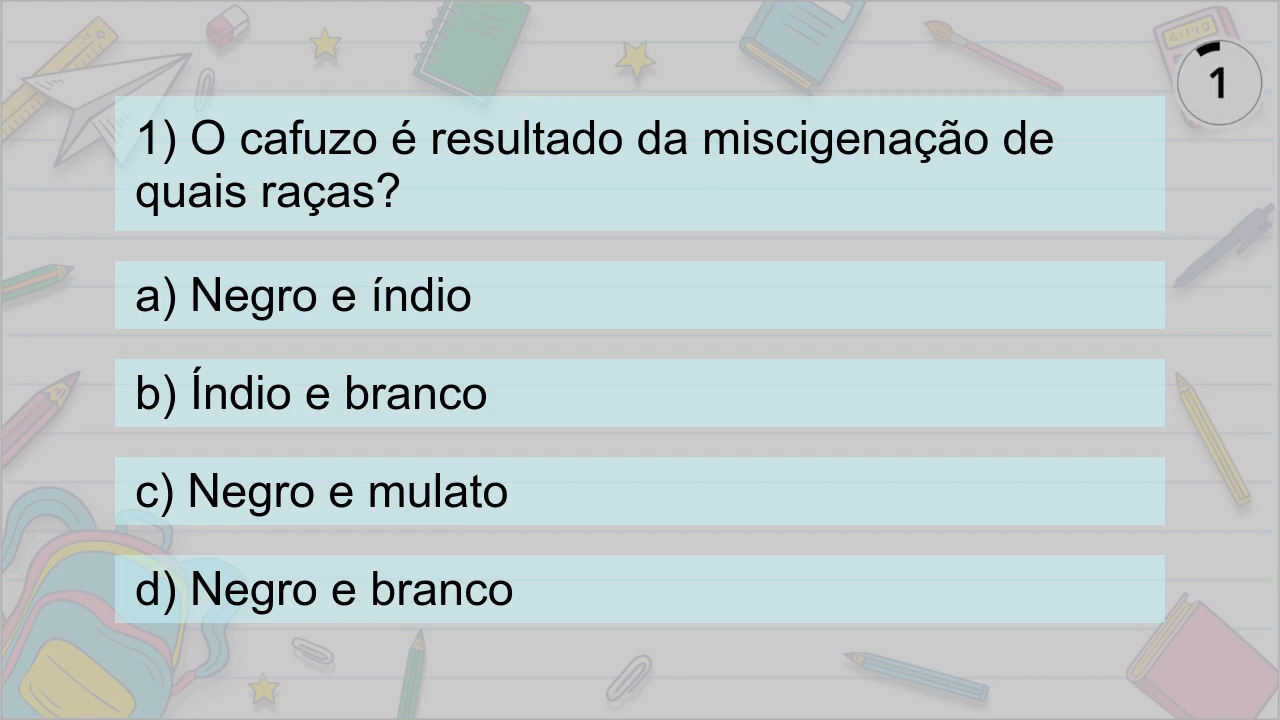 1
1) O cafuzo é resultado da miscigenação de
quais raças?
a) Negro e índio
b) Índio e branco
c) Negro e mulato
d) Negro e branco